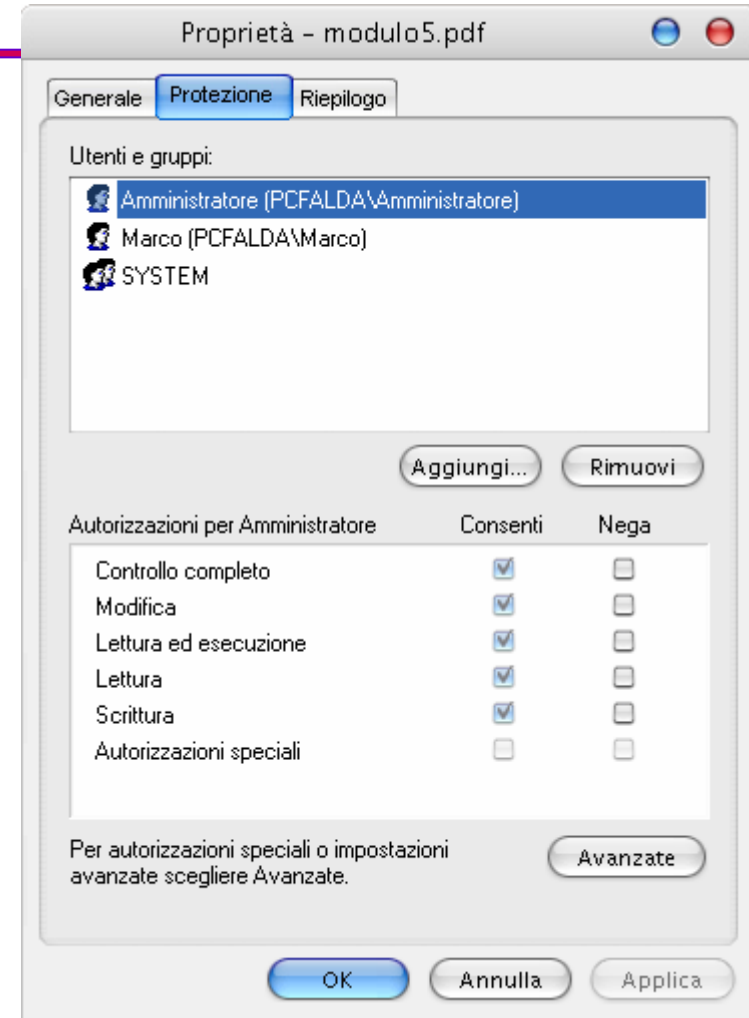 Proprietà – modulo5.pdf
Generale Protezione Riepilogo
Utenti e gruppi:
Amministratore (PCFALDA\Amministratore)
Marco (PCFALDA\Marco)
SYSTEM
Aggiungi... Rimuovi
Autorizzazioni per Amministratore Consenti Nega
Controllo completo
Modifica
Lettura ed esecuzione
Lettura
Scrittura
Autorizzazioni speciali
Per autorizzazioni speciali o impostazioni
avanzate scegliere Avanzate.
Avanzate
OK Annulla Applica